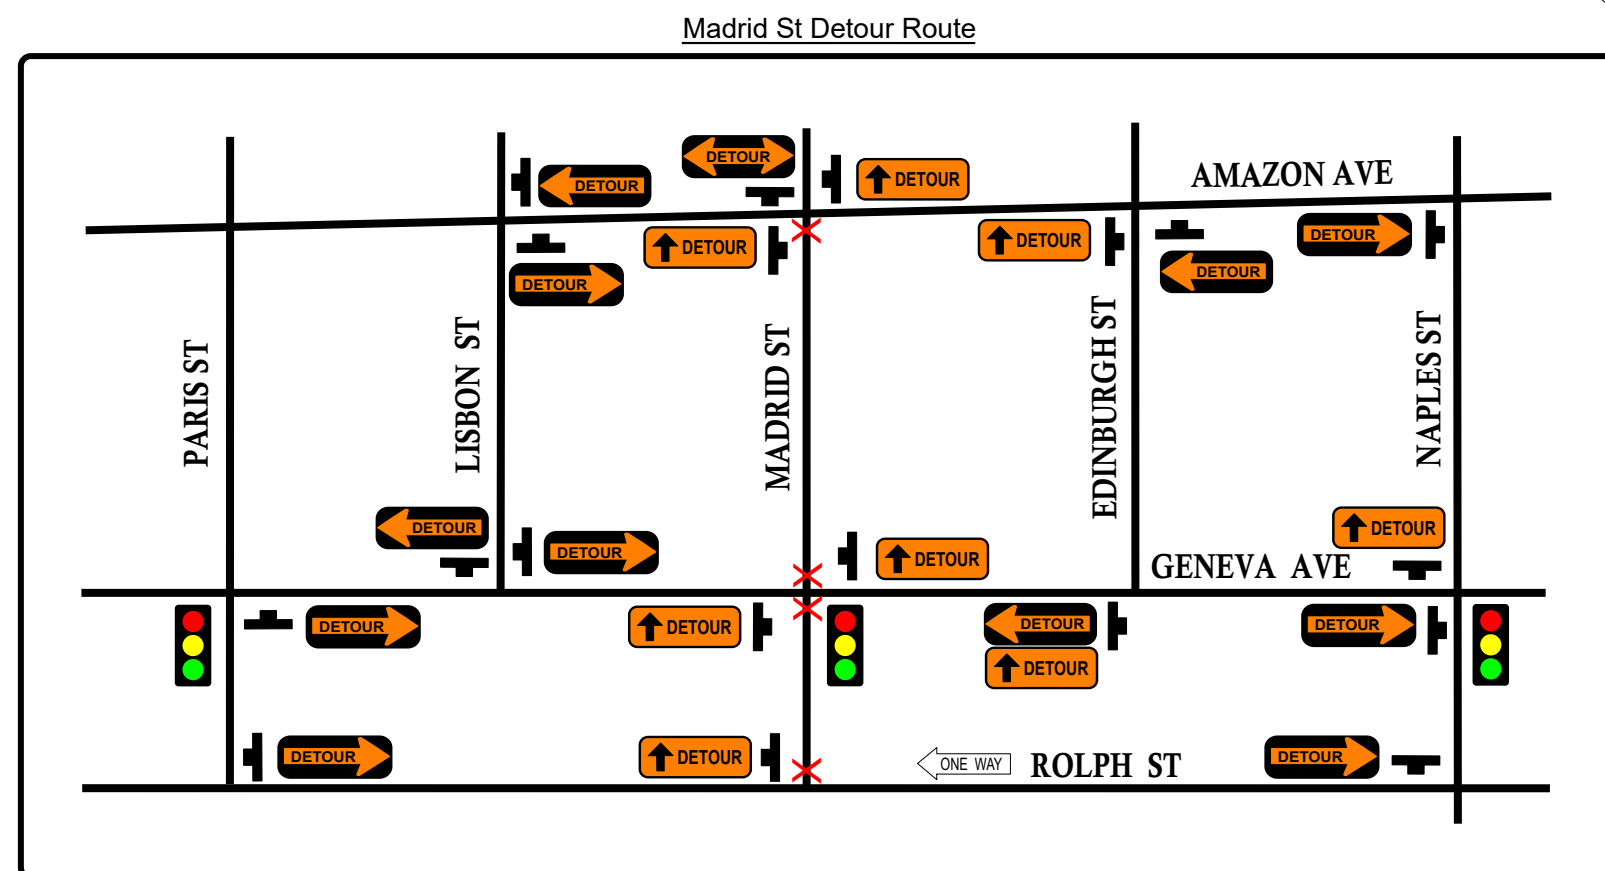 Madrid St Detour Route
DETOUR
DETOUR
DETOUR
AMAZON AVE
DETOUR
DETOUR
DETOUR
DETOUR
DETOUR
PARIS ST
LISBON ST
MADRID ST
EDINBURGH ST
NAPLES ST
DETOUR
DETOUR
DETOUR
DETOUR
GENEVA AVE
DETOUR
DETOUR
DETOUR
DETOUR
DETOUR
DETOUR
DETOUR
ONE WAY
ROLPH ST
DETOUR